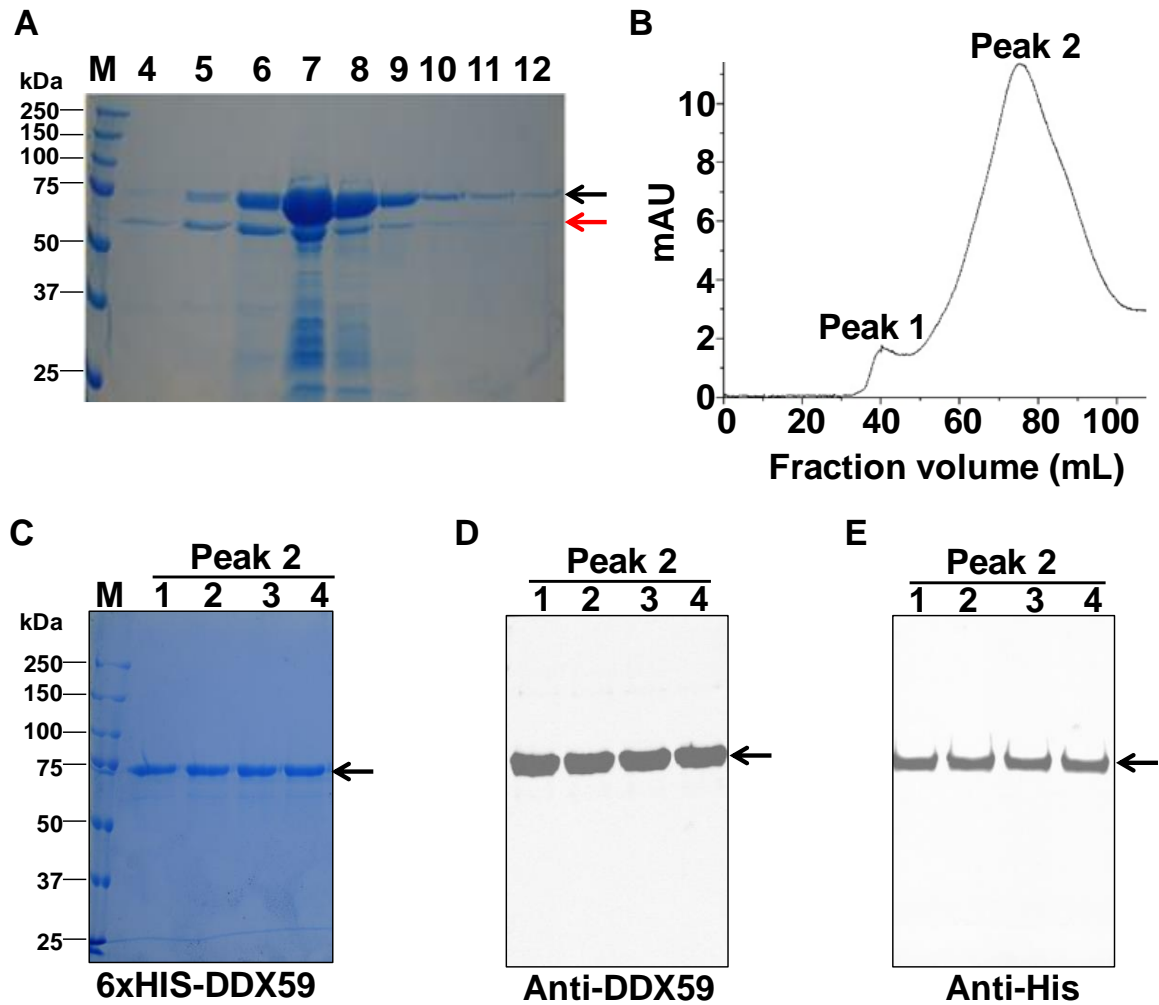 A
kDa
M 4 5 6 7 8 9 10 11 12
250
150
100
75
50
37
25
B
Peak 2
Peak 1
mAU
10
8
6
4
2
0
0 20 40 60 80 100
Fraction volume (mL)
C
Peak 2
M 1 2 3 4
kDa
250
150
100
75
50
37
25
6xHIS-DDX59
D
Peak 2
1 2 3 4
Anti-DDX59
E
Peak 2
1 2 3 4
Anti-His